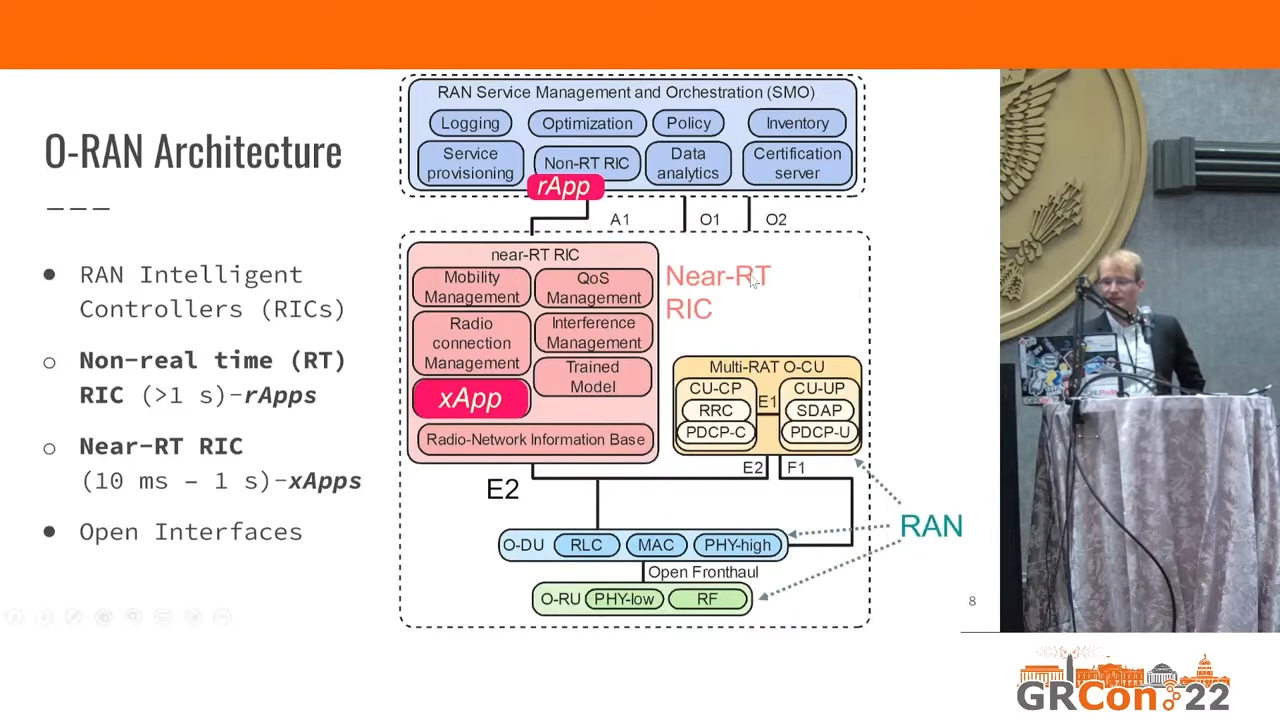 O-RAN Architecture
● RAN Intelligent
Controllers (RICs)
○ Non-real time (RT)
RIC (>1 s)-rApps
○ Near-RT RIC
(10 ms – 1 s)-xApps
● Open Interfaces
RAN Service Management and Orchestration (SMO)
Logging
Optimization
Policy
Inventory
Service
provisioning
Non-RT RIC
Data
analytics
Certification
server
rApp
A1
O1
O2
near-RT RIC
Mobility
Management
QoS
Management
Radio
connection
Management
Interference
Management
Trained
Model
xApp
Radio-Network Information Base
Near-RT
RIC
Multi-RAT O-CU
CU-CP
RRC
PDCP-C
E1
CU-UP
SDAP
PDCP-U
E2
E2
F1
O-DU
RLC
MAC
PHY-high
Open Fronthaul
O-RU
PHY-low
RF
RAN
8
GRCon 22